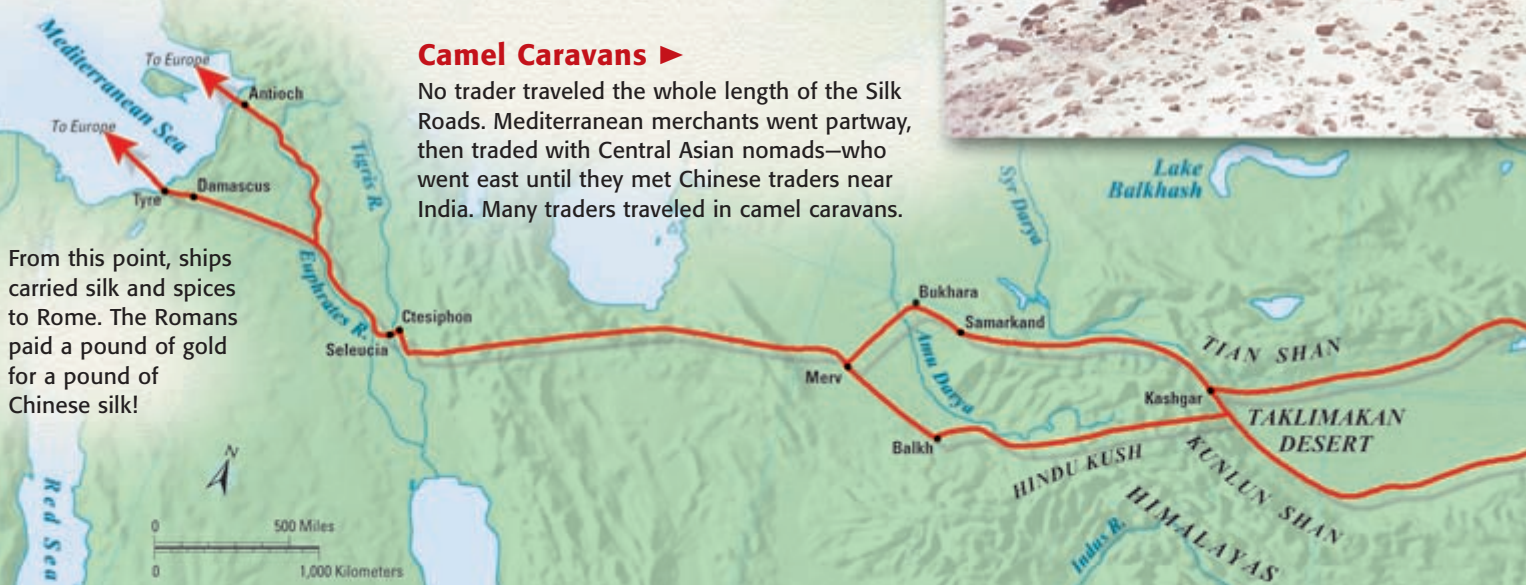 Camel Caravans ►
No trader traveled the whole length of the Silk
Roads. Mediterranean merchants went partway,
then traded with Central Asian nomads—who
went east until they met Chinese traders near
India. Many traders traveled in camel caravans.
Mediterranean Sea
To Europe
Antioch
To Europe
Tyre
Damascus
Tigris R.
Euphrates R.
From this point, ships
carried silk and spices
to Rome. The Romans
paid a pound of gold
for a pound of
Chinese silk!
Ctesiphon
Seleucia
Lake
Balkhash
Syr Darya
Bukhara
Samarkand
Amu Darya
Merv
Balkh
TIAN SHAN
Kashgar
TAKLIMAKAN
DESERT
HINDU KUSH
KUNLUN SHAN
HIMALAYAS
Indus R.
Red Sea
N
0 500 Miles
0 1,000 Kilometers